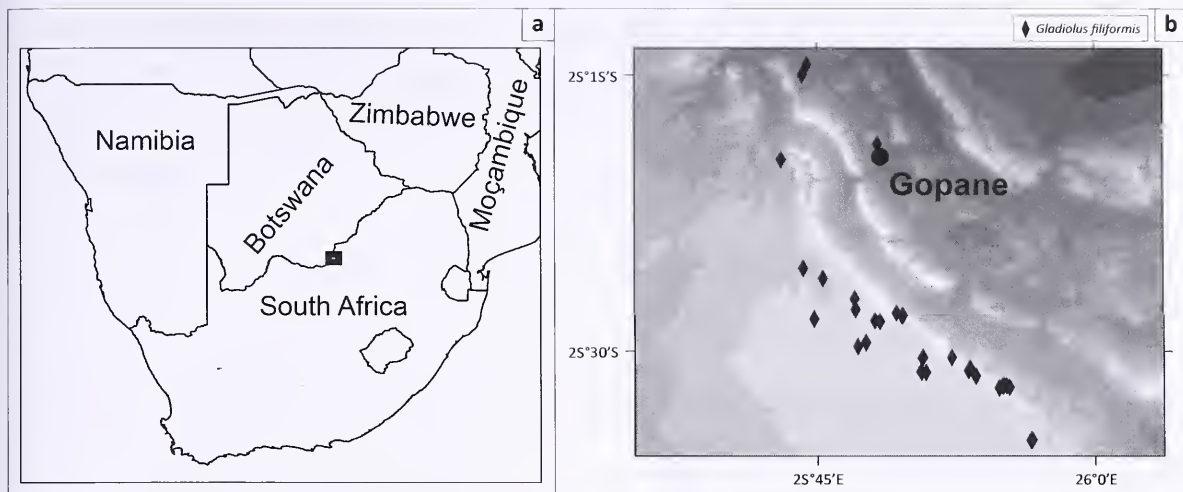 a
Namibia
Zimbabwe
Moçambique
Botswana
South Africa
b
Gladiolus filiformis
25°15'S
Gopane
25°30'S
25°45'E
26°0'E